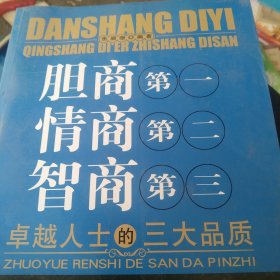 DANSHANG DIYI
QINGSHANG DI'ER ZHISHANG DISAN
胆商第一
情商第二
智商第三
卓越人士的三大品质
ZHUOYUE RENSHI DE SAN DA PINZHI